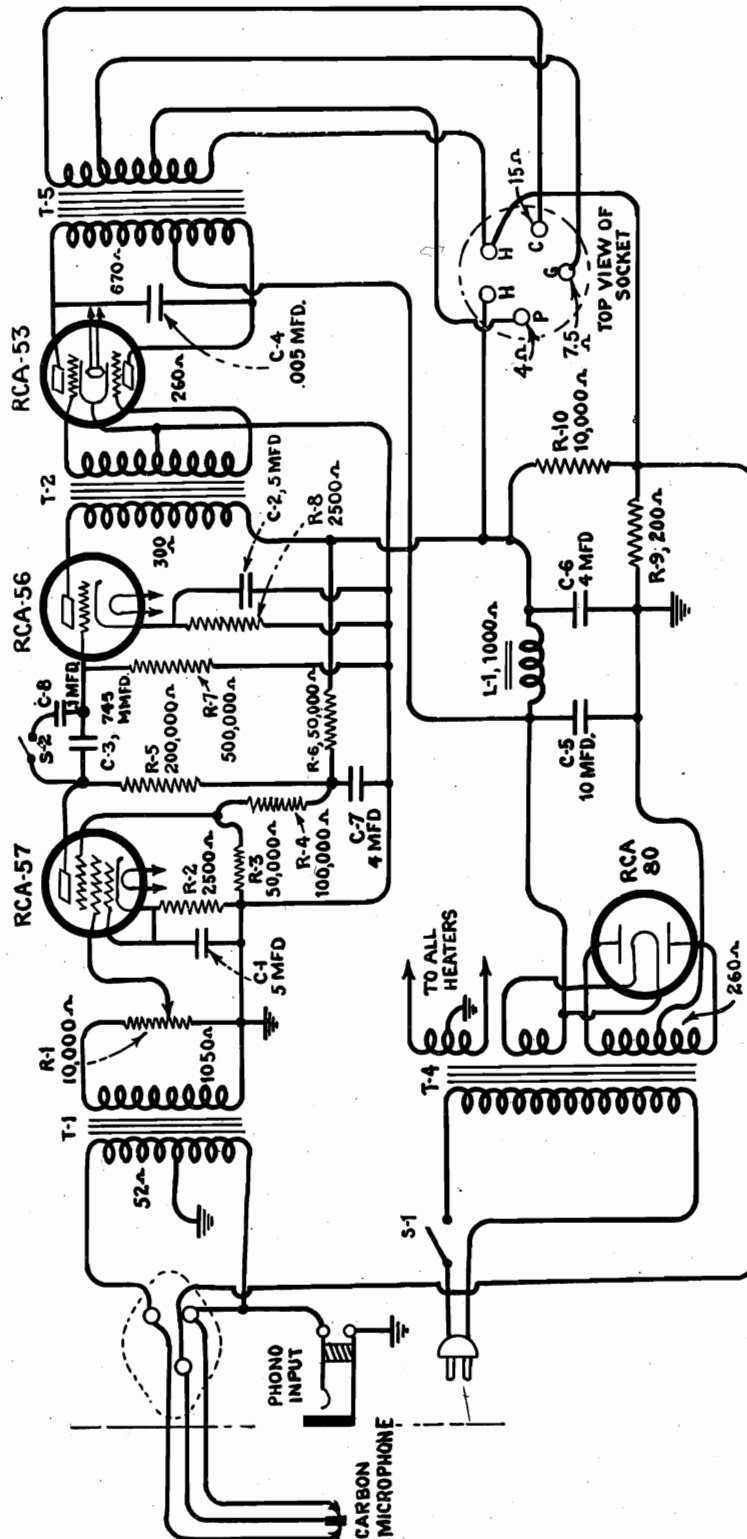 RCA-57
RCA-56
RCA-53
T-1
T-2
T-5
R-1
10,000Ω
52Ω
1050Ω
C-1
5 MFD
R-2
2500Ω
R-3
50,000Ω
R-4
100,000Ω
C-7
4 MFD
S-2
C-8
MFD.
C-3,
745
MMFD.
R-5
200,000Ω
R-6, 50,000Ω
R-7
500,000Ω
300
Ω
C-2, 5 MFD
R-8
2500Ω
260Ω
670Ω
C-4
.005 MFD.
PHONO
INPUT
CARBON
MICROPHONE
S-1
T-4
TO ALL
HEATERS
RCA
80
260Ω
L-1, 1000Ω
C-5
10 MFD.
C-6
4 MFD
R-9, 200Ω
R-10
10,000Ω
H
H
P
G
C
4Ω
7.5
Ω
15Ω
TOP VIEW OF
SOCKET